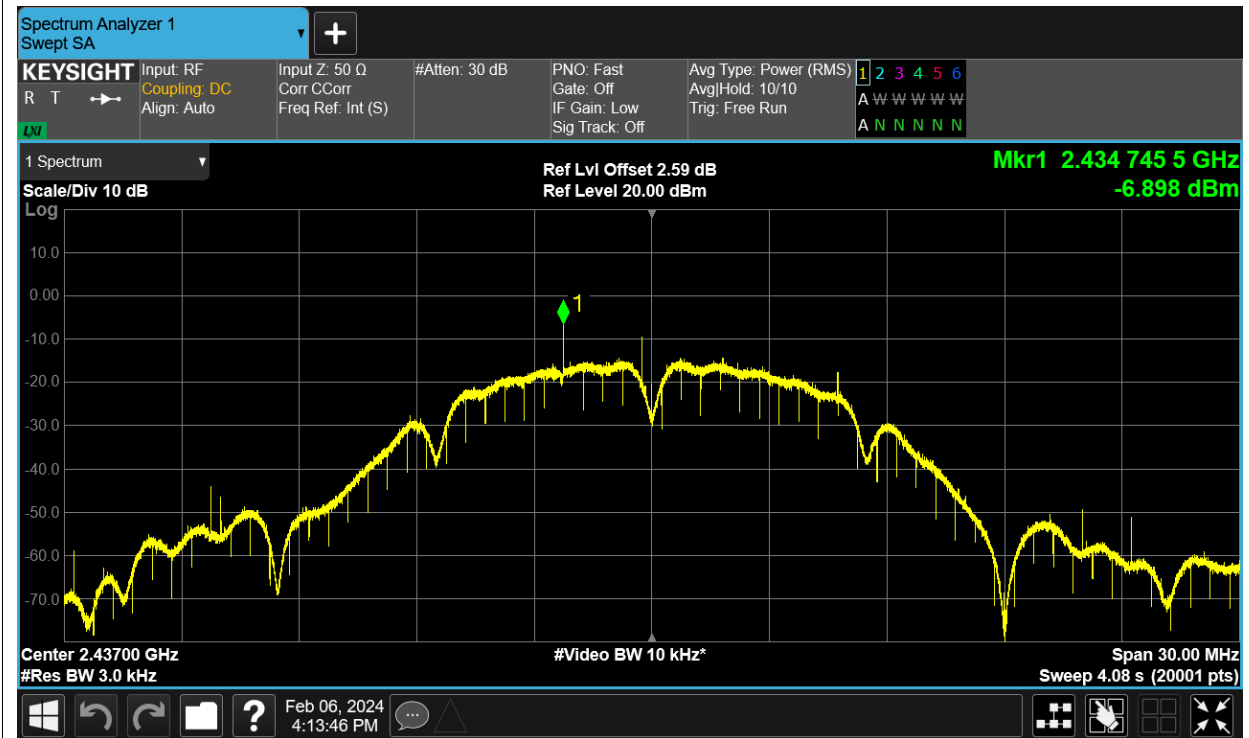 Spectrum Analyzer 1
Swept SA
+
KEYSIGHT
R T
LXI
Input: RF
Coupling: DC
Align: Auto
Input Z: 50 Ω
Corr CCorr
Freq Ref: Int (S)
#Atten: 30 dB
PNO: Fast
Gate: Off
IF Gain: Low
Sig Track: Off
Avg Type: Power (RMS)
Avg|Hold: 10/10
Trig: Free Run
1 2 3 4 5 6
A W W W W W
A N N N N N
1 Spectrum
Scale/Div 10 dB
Log
Ref Lvl Offset 2.59 dB
Ref Level 20.00 dBm
Mkr1 2.434 745 5 GHz
-6.898 dBm
10.0
0.00
-10.0
-20.0
-30.0
-40.0
-50.0
-60.0
-70.0
1
Center 2.43700 GHz
#Res BW 3.0 kHz
#Video BW 10 kHz*
Span 30.00 MHz
Sweep 4.08 s (20001 pts)
?
Feb 06, 2024
4:13:46 PM